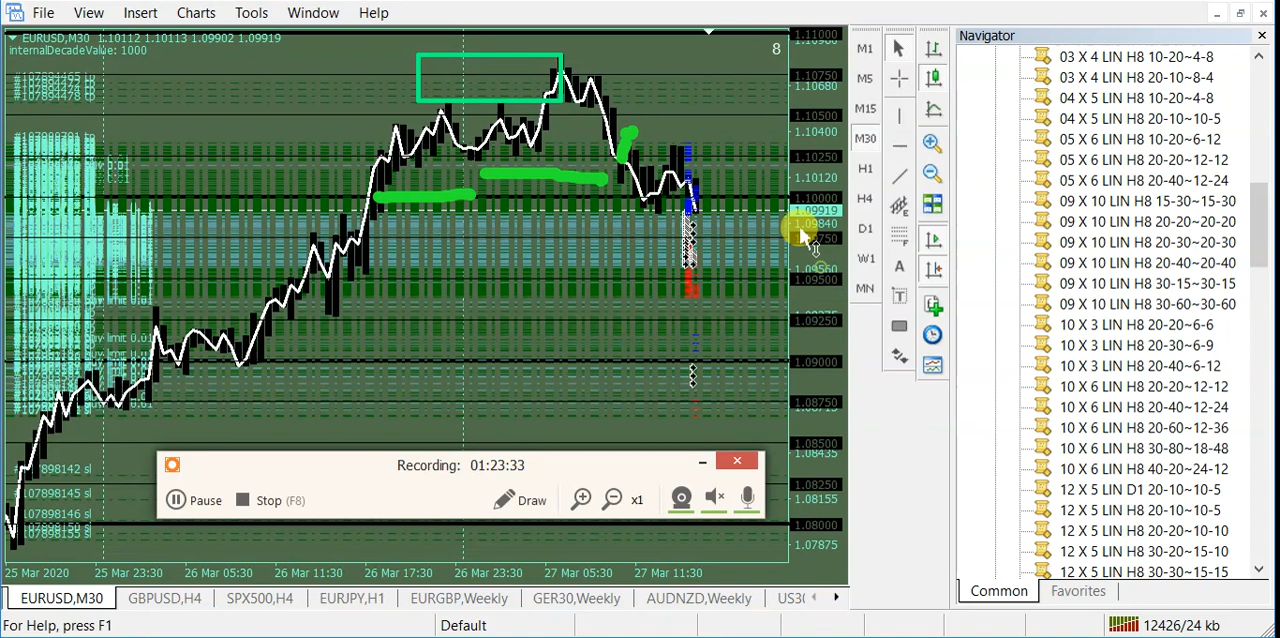 File View Insert Charts Tools Window Help
EURUSD,M30 1.10112 1.10113 1.09902 1.09919
internalDecadeValue: 1000
8
#107894478 tp
1.11000
1.10750
1.10680
1.10500
1.10400
1.10250
1.10120
1.10000
1.09919
1.09840
1.09560
1.09500
1.09250
1.09000
1.08750
1.08500
1.08435
1.08250
1.08155
1.08000
1.07875
#107898142 sl
#107898145 sl
#107898146 sl
#107898155 sl
Recording: 01:23:33
Pause Stop (F8) Draw x1
25 Mar 2020 25 Mar 23:30 26 Mar 05:30 26 Mar 11:30 26 Mar 17:30 26 Mar 23:30 27 Mar 05:30 27 Mar 11:30
EURUSD,M30 GBPUSD,H4 SPX500,H4 EURJPY,H1 EURGBP,Weekly GER30,Weekly AUDNZD,Weekly US30
M1
M5
M15
M30
H1
H4
D1
W1
MN
A
T
Navigator
03 X 4 LIN H8 10-20~4-8
03 X 4 LIN H8 20-10~8-4
04 X 5 LIN H8 10-20~4-8
04 X 5 LIN H8 20-10~10-5
05 X 6 LIN H8 10-20~6-12
05 X 6 LIN H8 20-20~12-12
05 X 6 LIN H8 20-40~12-24
09 X 10 LIN H8 15-30~15-30
09 X 10 LIN H8 20-20~20-20
09 X 10 LIN H8 20-30~20-30
09 X 10 LIN H8 20-40~20-40
09 X 10 LIN H8 30-15~30-15
09 X 10 LIN H8 30-60~30-60
10 X 3 LIN H8 20-20~6-6
10 X 3 LIN H8 20-30~6-9
10 X 3 LIN H8 20-40~6-12
10 X 6 LIN H8 20-20~12-12
10 X 6 LIN H8 20-40~12-24
10 X 6 LIN H8 20-60~12-36
10 X 6 LIN H8 30-80~18-48
10 X 6 LIN H8 40-20~24-12
12 X 5 LIN D1 20-10~10-5
12 X 5 LIN H8 20-10~10-5
12 X 5 LIN H8 20-20~10-10
12 X 5 LIN H8 30-20~15-10
12 X 5 LIN H8 30-30~15-15
Common Favorites
For Help, press F1 Default 12426/24 kb